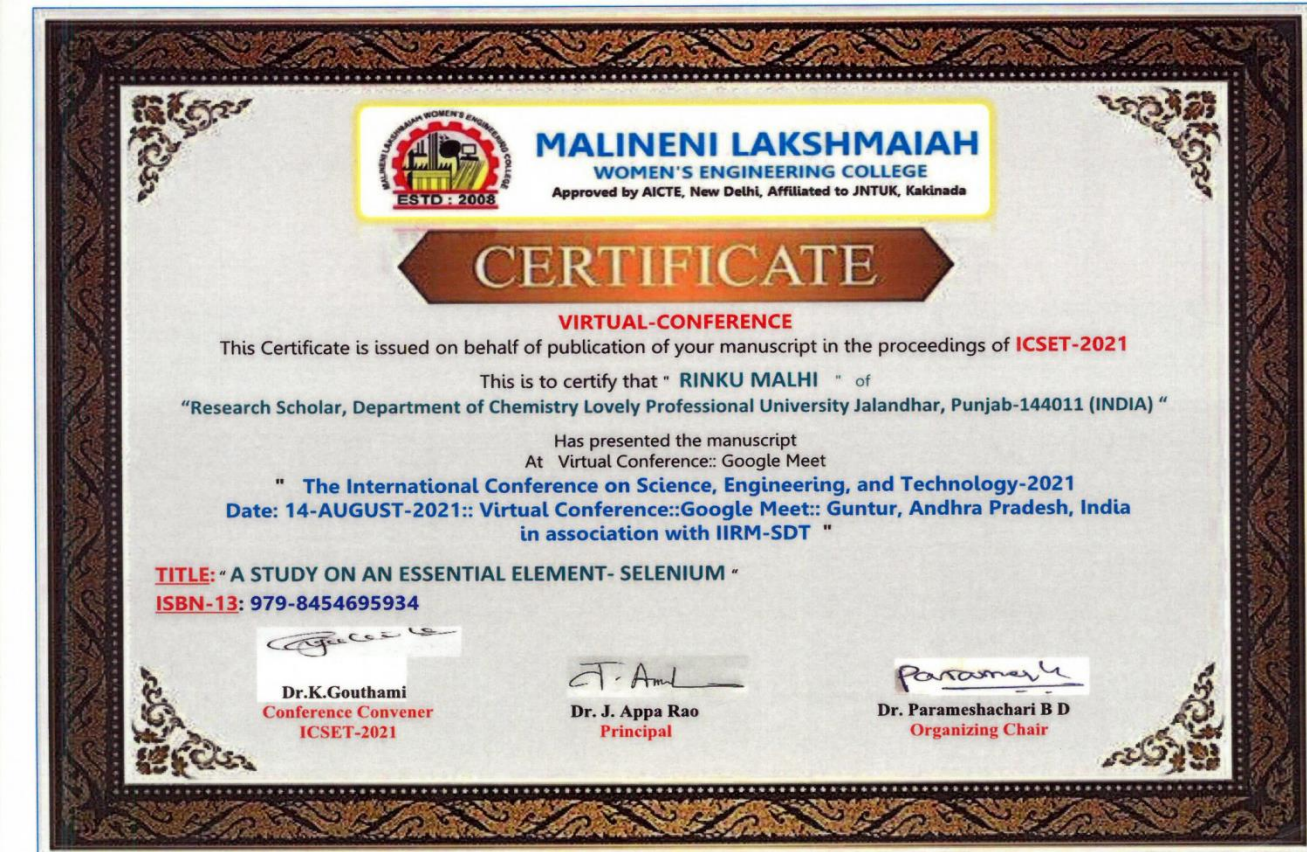 MALINENI LAKSHMAIAH WOMEN'S ENGINEERING COLLEGE
ESTD : 2008
MALINENI LAKSHMAIAH
WOMEN'S ENGINEERING COLLEGE
Approved by AICTE, New Delhi, Affiliated to JNTUK, Kakinada
CERTIFICATE
VIRTUAL-CONFERENCE
This Certificate is issued on behalf of publication of your manuscript in the proceedings of ICSET-2021
This is to certify that " RINKU MALHI " of
"Research Scholar, Department of Chemistry Lovely Professional University Jalandhar, Punjab-144011 (INDIA) "
Has presented the manuscript
At Virtual Conference:: Google Meet
" The International Conference on Science, Engineering, and Technology-2021
Date: 14-AUGUST-2021:: Virtual Conference::Google Meet:: Guntur, Andhra Pradesh, India
in association with IIRM-SDT "
TITLE: " A STUDY ON AN ESSENTIAL ELEMENT- SELENIUM "
ISBN-13: 979-8454695934
Dr.K.Gouthami
Conference Convener
ICSET-2021
Dr. J. Appa Rao
Principal
Dr. Parameshachari B D
Organizing Chair